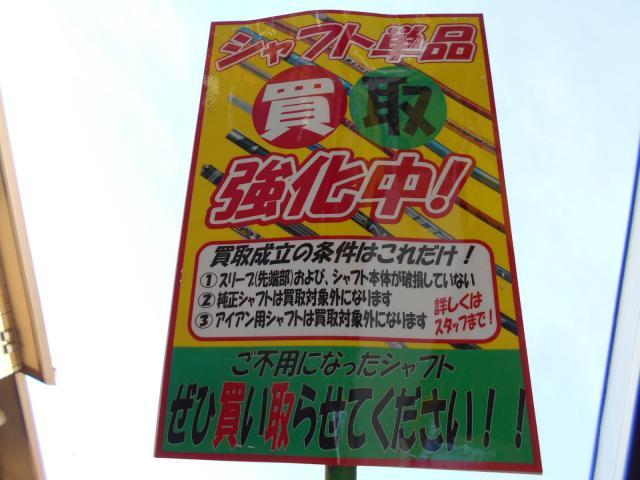 シャフト単品
買取
強化中!
買取成立の条件はこれだけ!
①スリーブ(先端部)および、シャフト本体が破損していない
②純正シャフトは買取対象外になります
③アイアン用シャフトは買取対象外になります
詳しくは
スタッフまで!
ご不用になったシャフト
ぜひ買い取らせてください!!